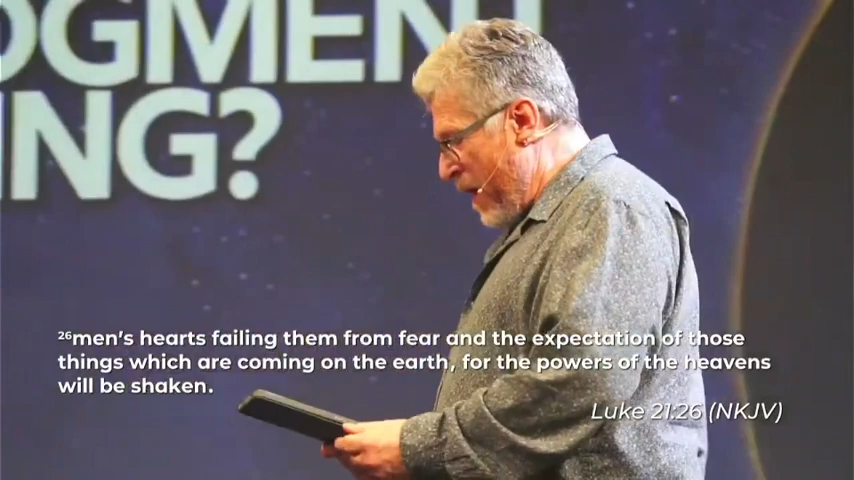 DGMENT
ING?
²⁶men's hearts failing them from fear and the expectation of those
things which are coming on the earth, for the powers of the heavens
will be shaken.
Luke 21:26 (NKJV)